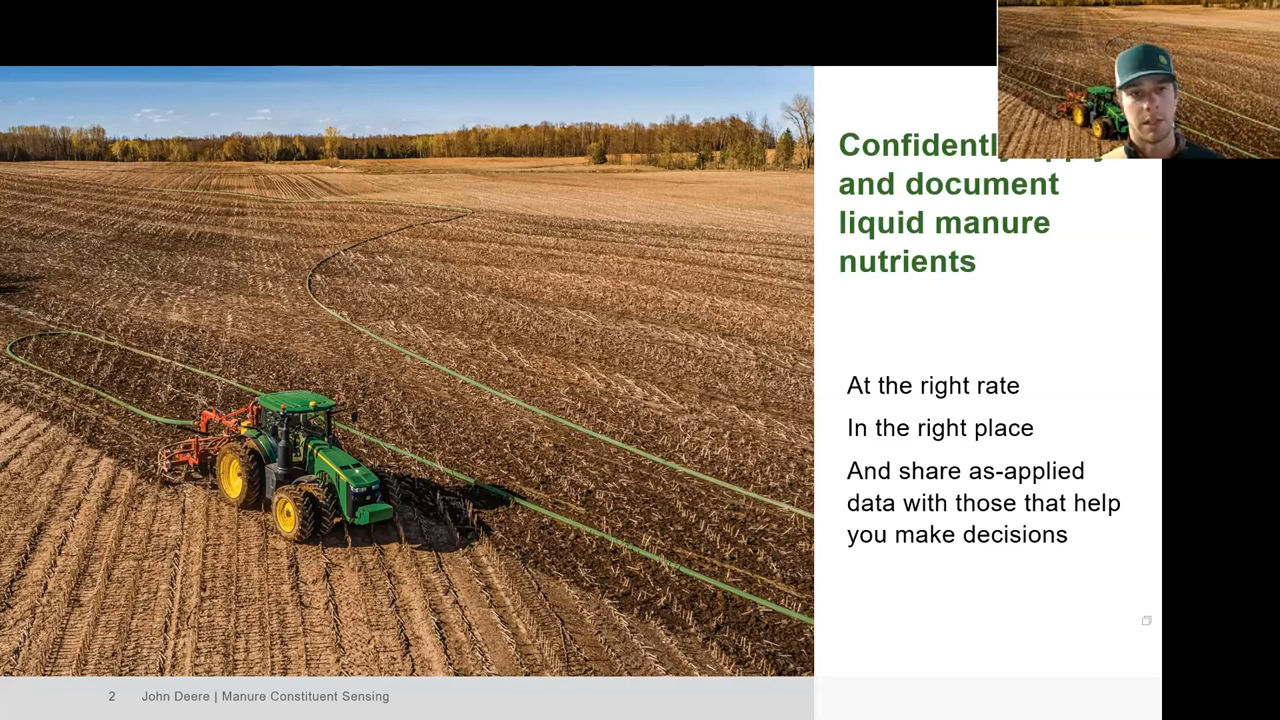 Confidently
and document
liquid manure
nutrients
At the right rate
In the right place
And share as-applied
data with those that help
you make decisions
2 John Deere | Manure Constituent Sensing